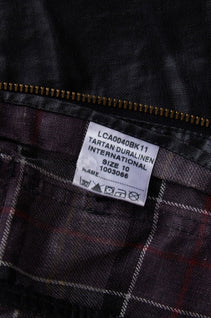 LCA0040BK11
TARTAN DURALINEN
INTERNATIONAL
SIZE 10
1003066